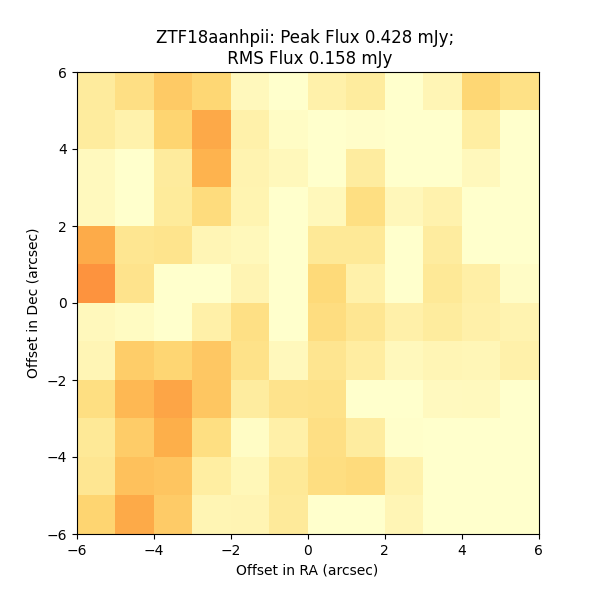 ZTF18aanhpii: Peak Flux 0.428 mJy;
RMS Flux 0.158 mJy
6
4
2
0
−2
−4
−6
Offset in Dec (arcsec)
−6 −4 −2 0 2 4 6
Offset in RA (arcsec)